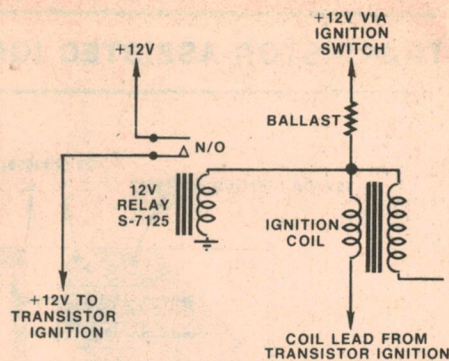 +12V VIA
IGNITION
SWITCH
+12V
BALLAST
N/O
12V
RELAY
S-7125
IGNITION
COIL
+12V TO
TRANSISTOR
IGNITION
COIL LEAD FROM
TRANSISTOR IGNITION